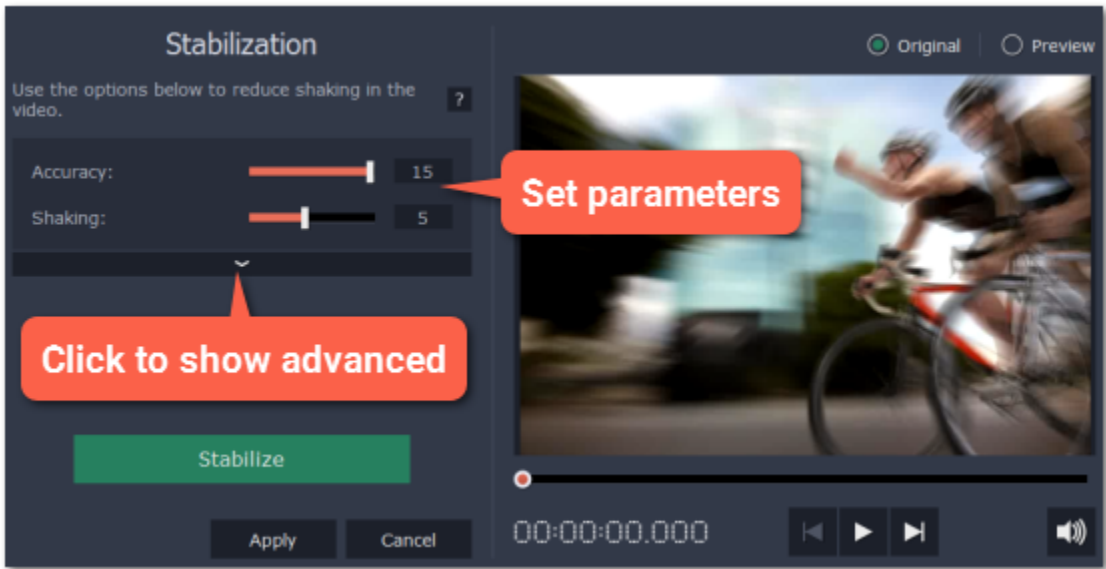 Stabilization
Use the options below to reduce shaking in the
video.
?
Accuracy:
15
Shaking:
5
Click to show advanced
Stabilize
Apply
Cancel
Original
Preview
Set parameters
00:00:00.000